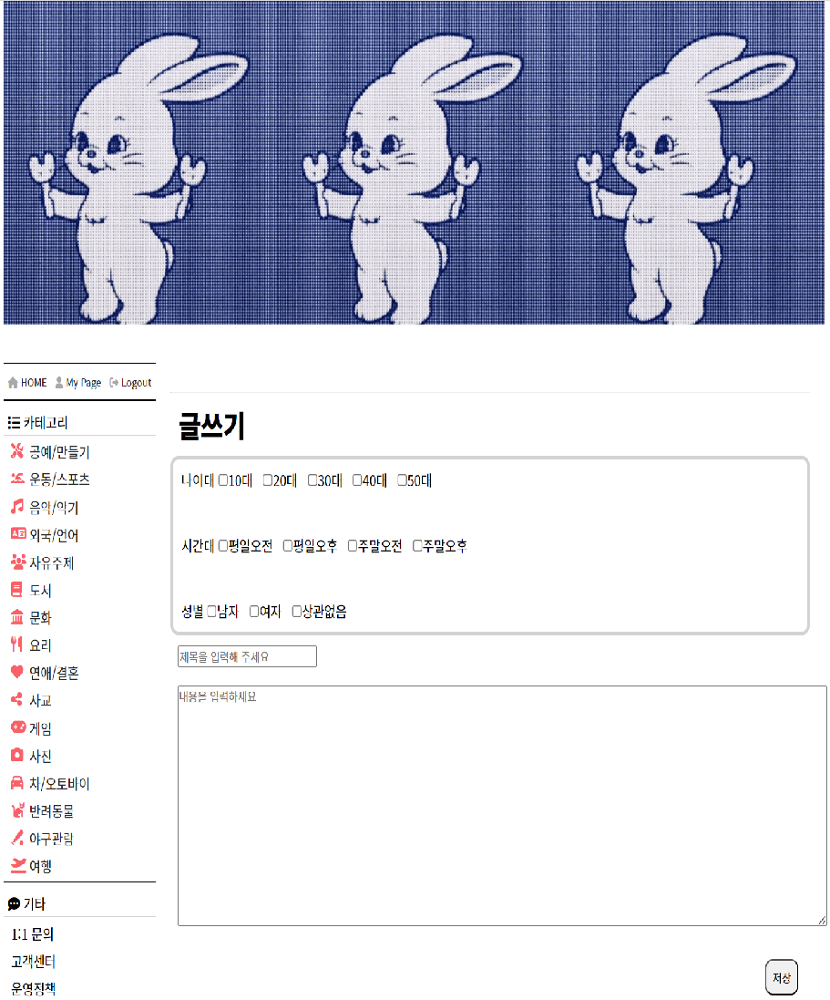 HOME My Page Logout
카테고리
공예/만들기
운동/스포츠
음악/악기
외국/언어
자유주제
도서
문화
요리
연애/결혼
사교
게임
사진
차/오토바이
반려동물
야구관람
여행
기타
1:1 문의
고객센터
운영정책
글쓰기
나이대 10대 20대 30대 40대 50대
시간대 평일오전 평일오후 주말오전 주말오후
성별 남자 여자 상관없음
제목을 입력해 주세요
내용을 입력하세요
저장